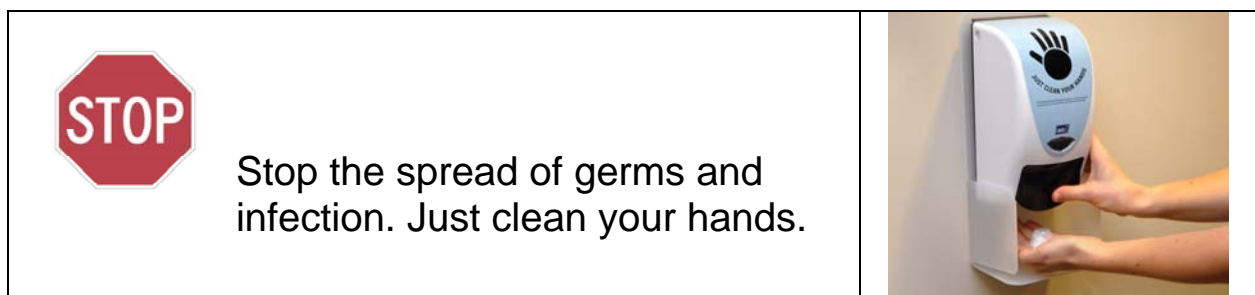 STOP
Stop the spread of germs and
infection. Just clean your hands.
JUST CLEAN YOUR HANDS